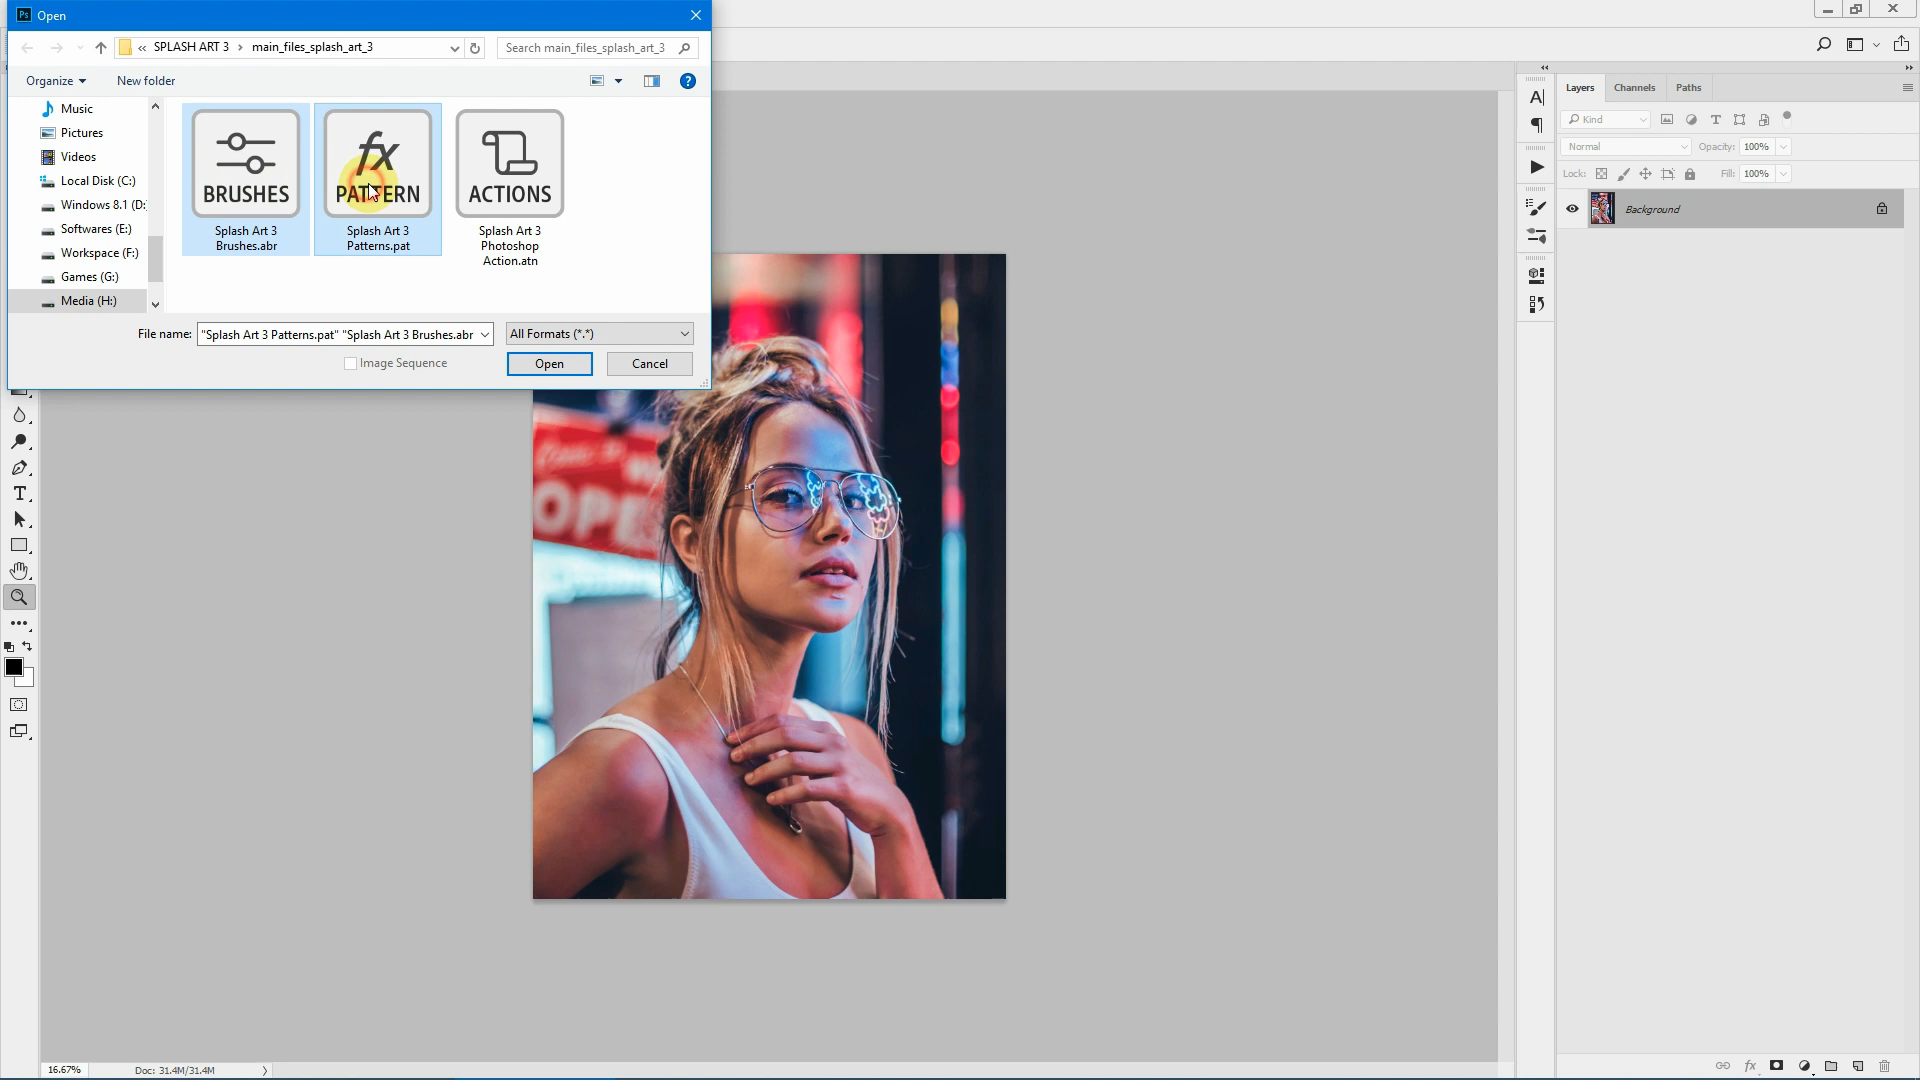 Ps Open
« SPLASH ART 3 > main_files_splash_art_3
Search main_files_splash_art_3
Organize
New folder
Music
Pictures
Videos
Local Disk (C:)
Windows 8.1 (D:)
Softwares (E:)
Workspace (F:)
Games (G:)
Media (H:)
BRUSHES
Splash Art 3
Brushes.abr
fx
PATTERN
Splash Art 3
Patterns.pat
ACTIONS
Splash Art 3
Photoshop
Action.atn
File name: "Splash Art 3 Patterns.pat" "Splash Art 3 Brushes.abr
All Formats (*.*)
Image Sequence
Open
Cancel
Layers
Channels
Paths
Kind
Normal
Opacity: 100%
Lock:
Fill: 100%
Background
fx
OPE
16.67%
Doc: 31.4M/31.4M